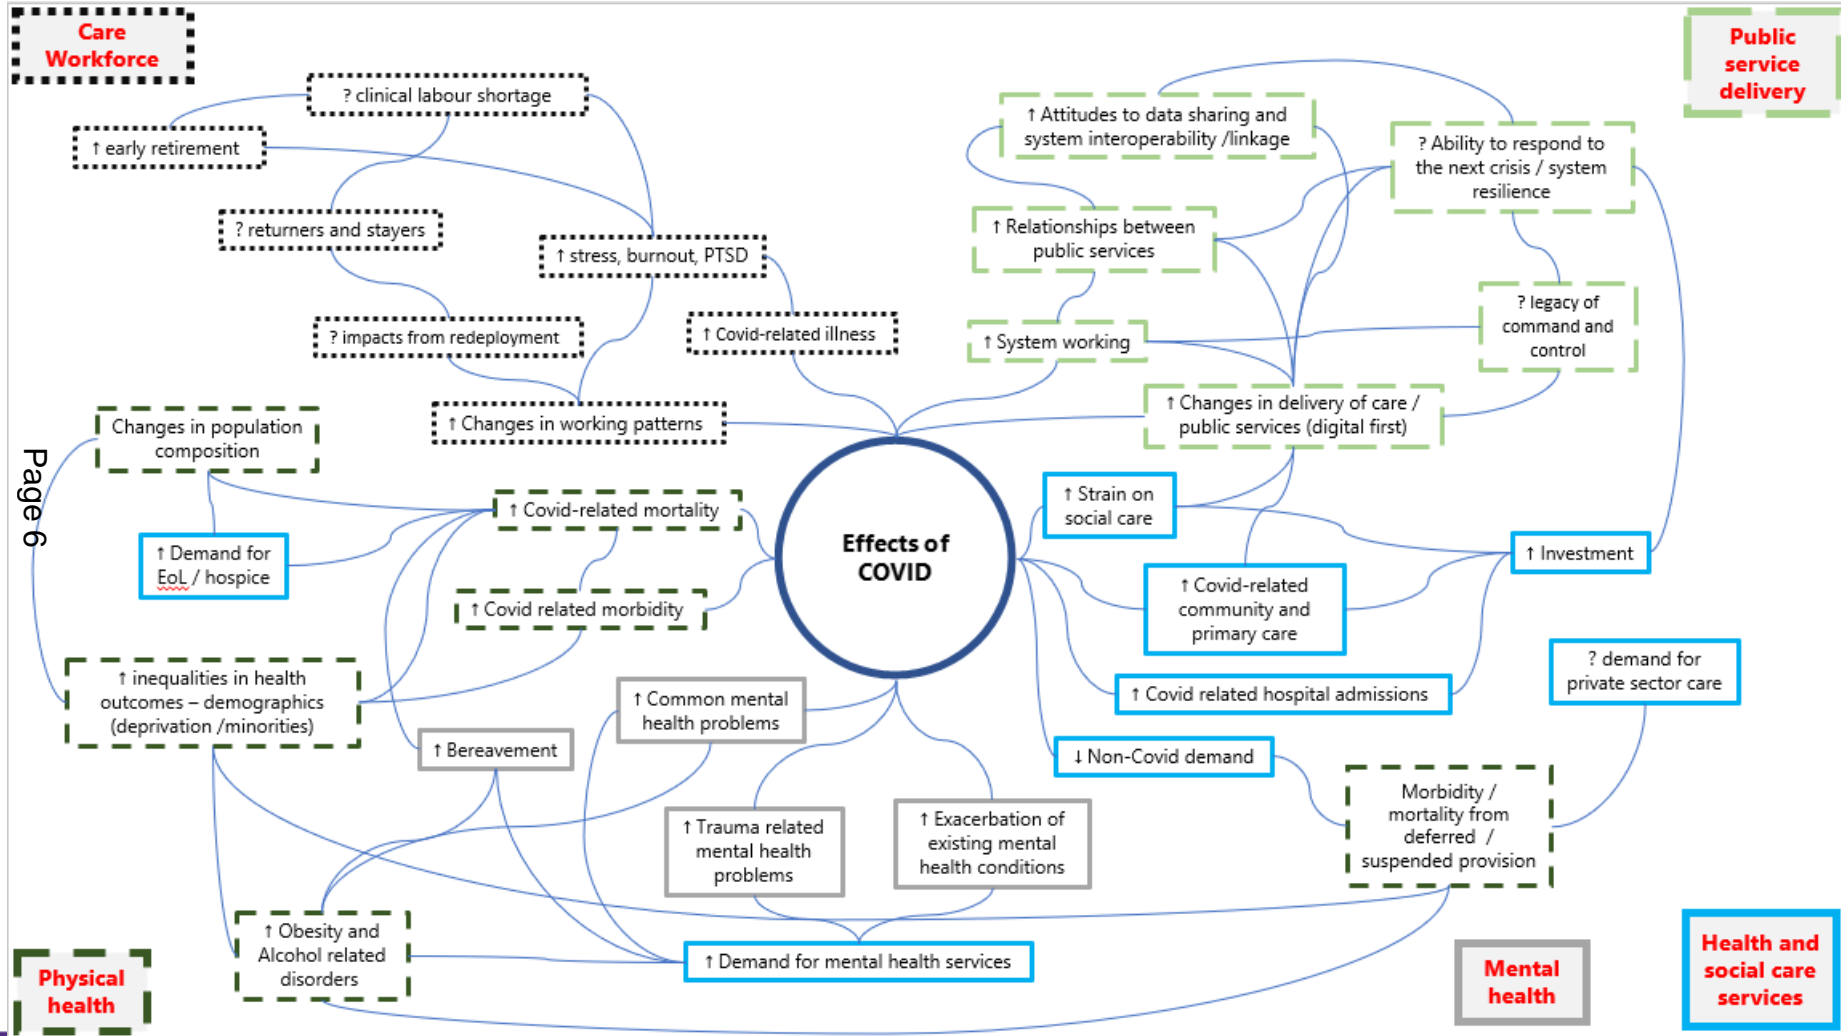 Care
Workforce
Public
service
delivery
? clinical labour shortage
↑ early retirement
? returners and stayers
↑ stress, burnout, PTSD
? impacts from redeployment
↑ Covid-related illness
↑ Changes in working patterns
↑ Attitudes to data sharing and
system interoperability /linkage
? Ability to respond to
the next crisis / system
resilience
↑ Relationships between
public services
? legacy of
command and
control
↑ System working
↑ Changes in delivery of care /
public services (digital first)
Changes in population
composition
Page 6
↑ Covid-related mortality
↑ Demand for
EoL / hospice
↑ Covid related morbidity
↑ inequalities in health
outcomes – demographics
(deprivation /minorities)
Effects of
COVID
↑ Strain on
social care
↑ Investment
↑ Covid-related
community and
primary care
↑ Covid related hospital admissions
? demand for
private sector care
↓ Non-Covid demand
Morbidity /
mortality from
deferred /
suspended provision
↑ Common mental
health problems
↑ Bereavement
↑ Trauma related
mental health
problems
↑ Exacerbation of
existing mental
health conditions
↑ Obesity and
Alcohol related
disorders
↑ Demand for mental health services
Physical
health
Mental
health
Health and
social care
services